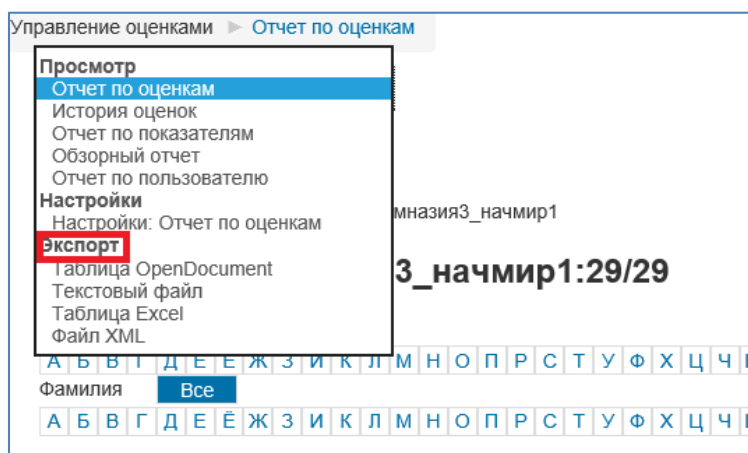 Управление оценками ► Отчет по оценкам
Просмотр
Отчет по оценкам
История оценок
Отчет по показателям
Обзорный отчет
Отчет по пользователю
Настройки
Настройки: Отчет по оценкам
мназия3_начмир1
Экспорт
Таблица OpenDocument
3_начмир1:29/29
Текстовый файл
Таблица Excel
Файл XML
А Б В Г Д Е Ё Ж З И К Л М Н О П Р С Т У Ф Х Ц Ч
Фамилия Все
А Б В Г Д Е Ё Ж З И К Л М Н О П Р С Т У Ф Х Ц Ч